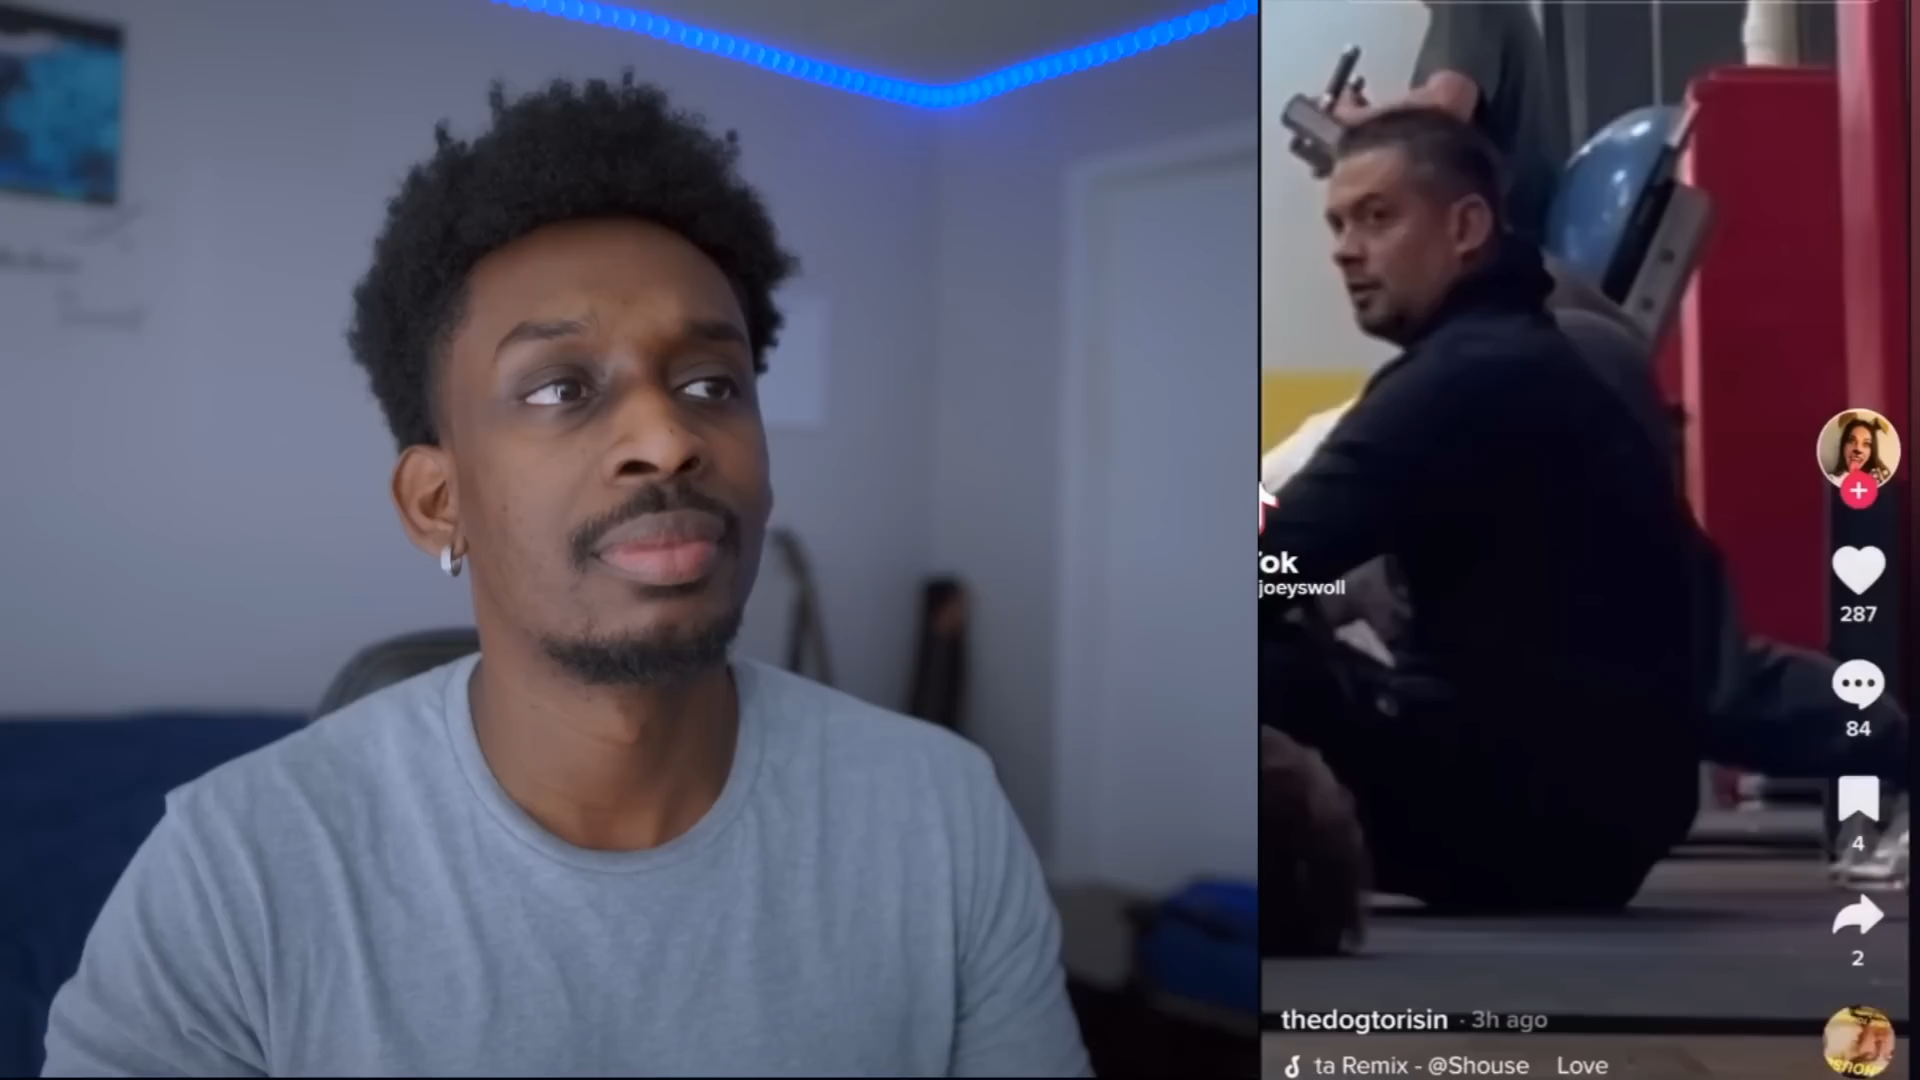 ok
joeyswoll
287
84
4
2
thedogtorisin · 3h ago
ta Remix - @Shouse Love